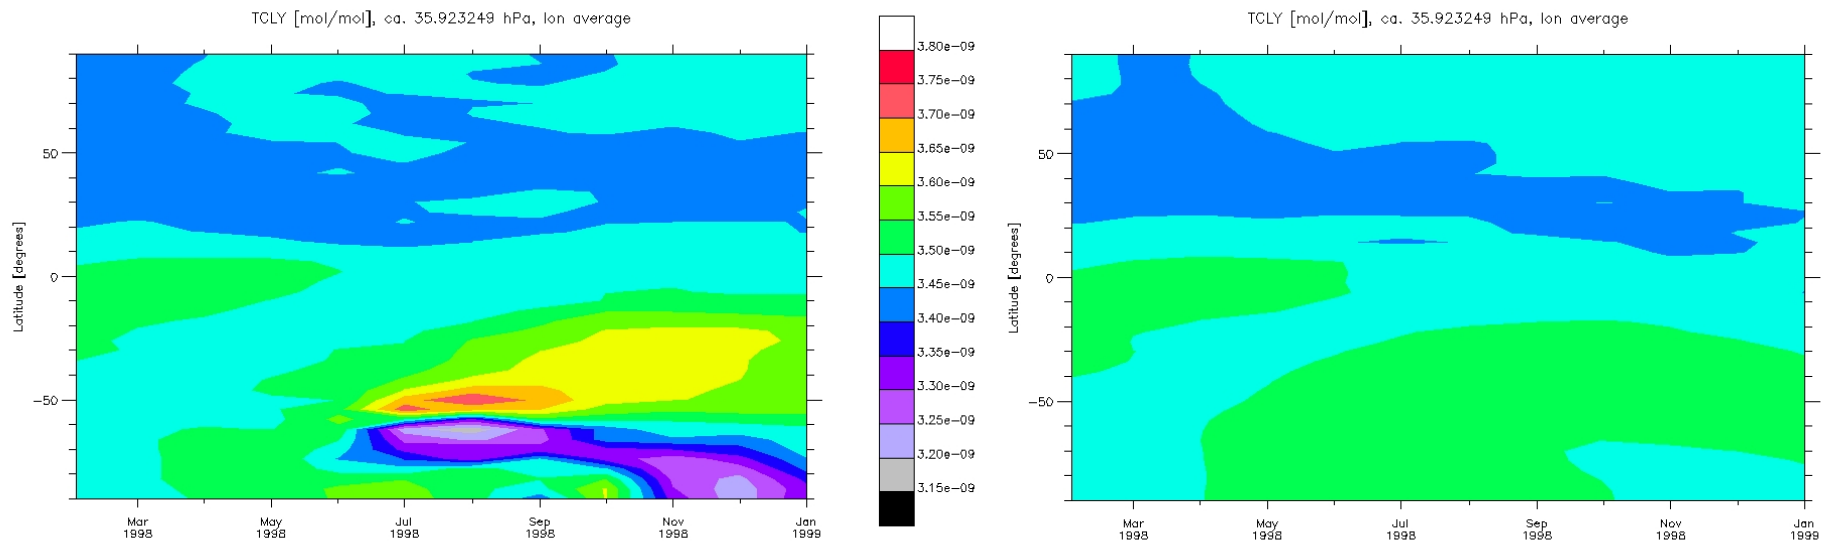 TCLY [mol/mol], ca. 35.923249 hPa, lon average
Latitude [degrees]
50
0
-50
Mar
1998
May
1998
Jul
1998
Sep
1998
Nov
1998
Jan
1999
3.80e-09
3.75e-09
3.70e-09
3.65e-09
3.60e-09
3.55e-09
3.50e-09
3.45e-09
3.40e-09
3.35e-09
3.30e-09
3.25e-09
3.20e-09
3.15e-09
TCLY [mol/mol], ca. 35.923249 hPa, lon average
Latitude [degrees]
50
0
-50
Mar
1998
May
1998
Jul
1998
Sep
1998
Nov
1998
Jan
1999